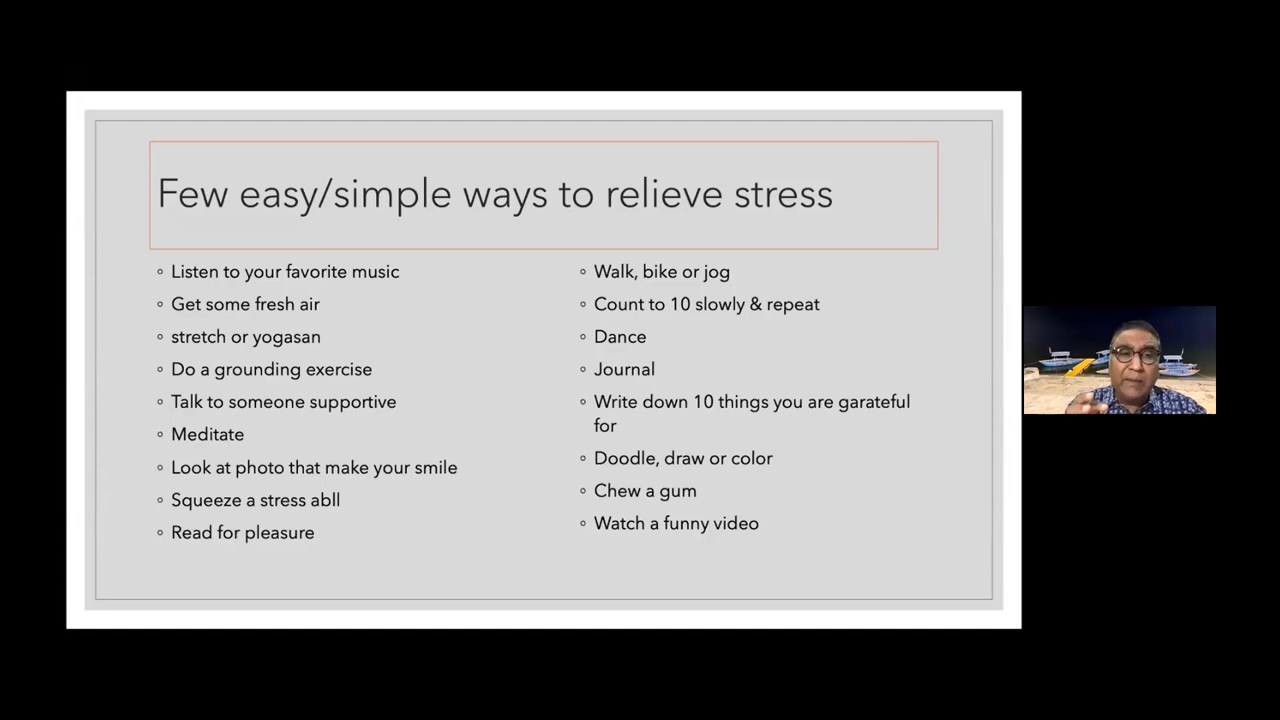 Few easy/simple ways to relieve stress
Listen to your favorite music
Get some fresh air
stretch or yogasan
Do a grounding exercise
Talk to someone supportive
Meditate
Look at photo that make your smile
Squeeze a stress abll
Read for pleasure
Walk, bike or jog
Count to 10 slowly & repeat
Dance
Journal
Write down 10 things you are garateful
for
Doodle, draw or color
Chew a gum
Watch a funny video